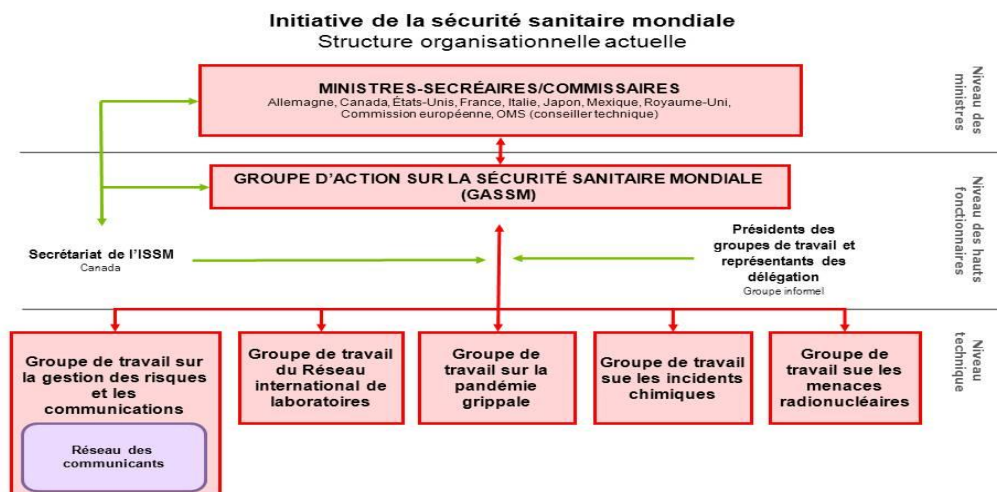 Initiative de la sécurité sanitaire mondiale
Structure organisationnelle actuelle
MINISTRES-SECRÉAIRES/COMMISSAIRES
Allemagne, Canada, États-Unis, France, Italie, Japon, Mexique, Royaume-Uni,
Commission européenne, OMS (conseiller technique)
Niveau des
ministres
GROUPE D'ACTION SUR LA SÉCURITÉ SANITAIRE MONDIALE
(GASSM)
Secrétariat de l'ISSM
Canada
Présidents des
groupes de travail et
représentants des
délégation
Groupe informel
Niveau des hauts
fonctionnaires
Groupe de travail sur
la gestion des risques
et les
communications
Réseau des
communicants
Groupe de travail
du Réseau
international de
laboratoires
Groupe de
travail sur la
pandémie
grippale
Groupe de travail
sue les incidents
chimiques
Groupe de
travail sue les
menaces
radionucléaires
Niveau
technique